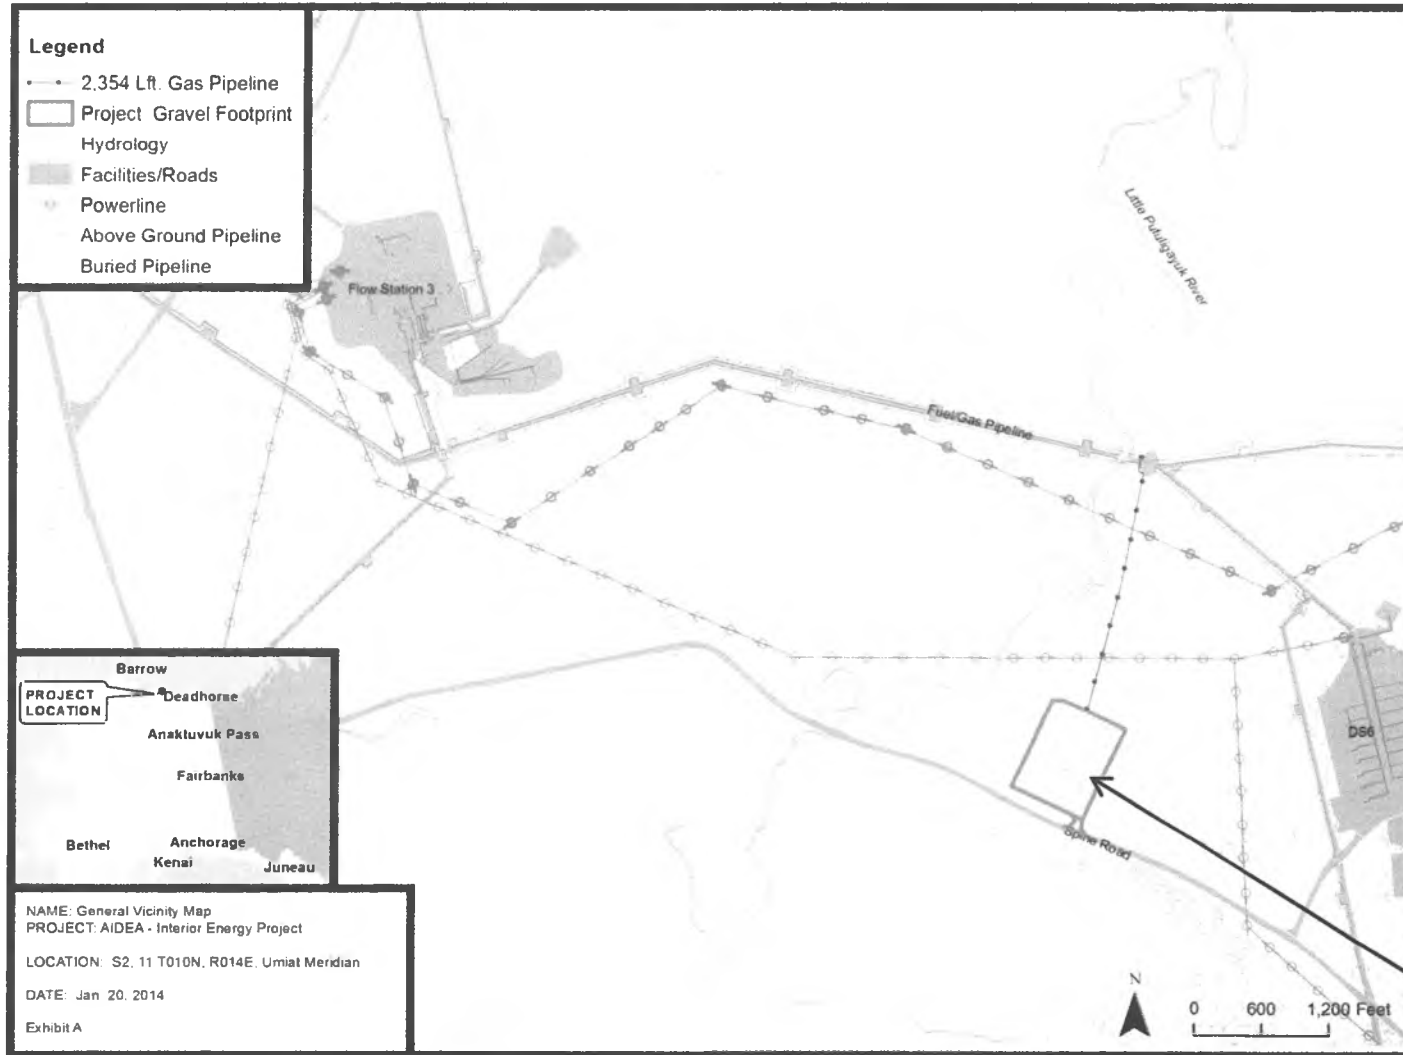 Legend
2,354 Lft. Gas Pipeline
Project Gravel Footprint
Hydrology
Facilities/Roads
Powerline
Above Ground Pipeline
Buried Pipeline
Flow Station 3
Little Putuligayuk River
Fuel/Gas Pipeline
DS6
Spine Road
Barrow
PROJECT
LOCATION
Deadhorse
Anaktuvuk Pass
Fairbanks
Bethel
Anchorage
Kenai
Juneau
NAME: General Vicinity Map
PROJECT: AIDEA - Interior Energy Project
LOCATION: S2, 11 T010N, R014E, Umiat Meridian
DATE: Jan 20, 2014
Exhibit A
N
0 600 1,200 Feet